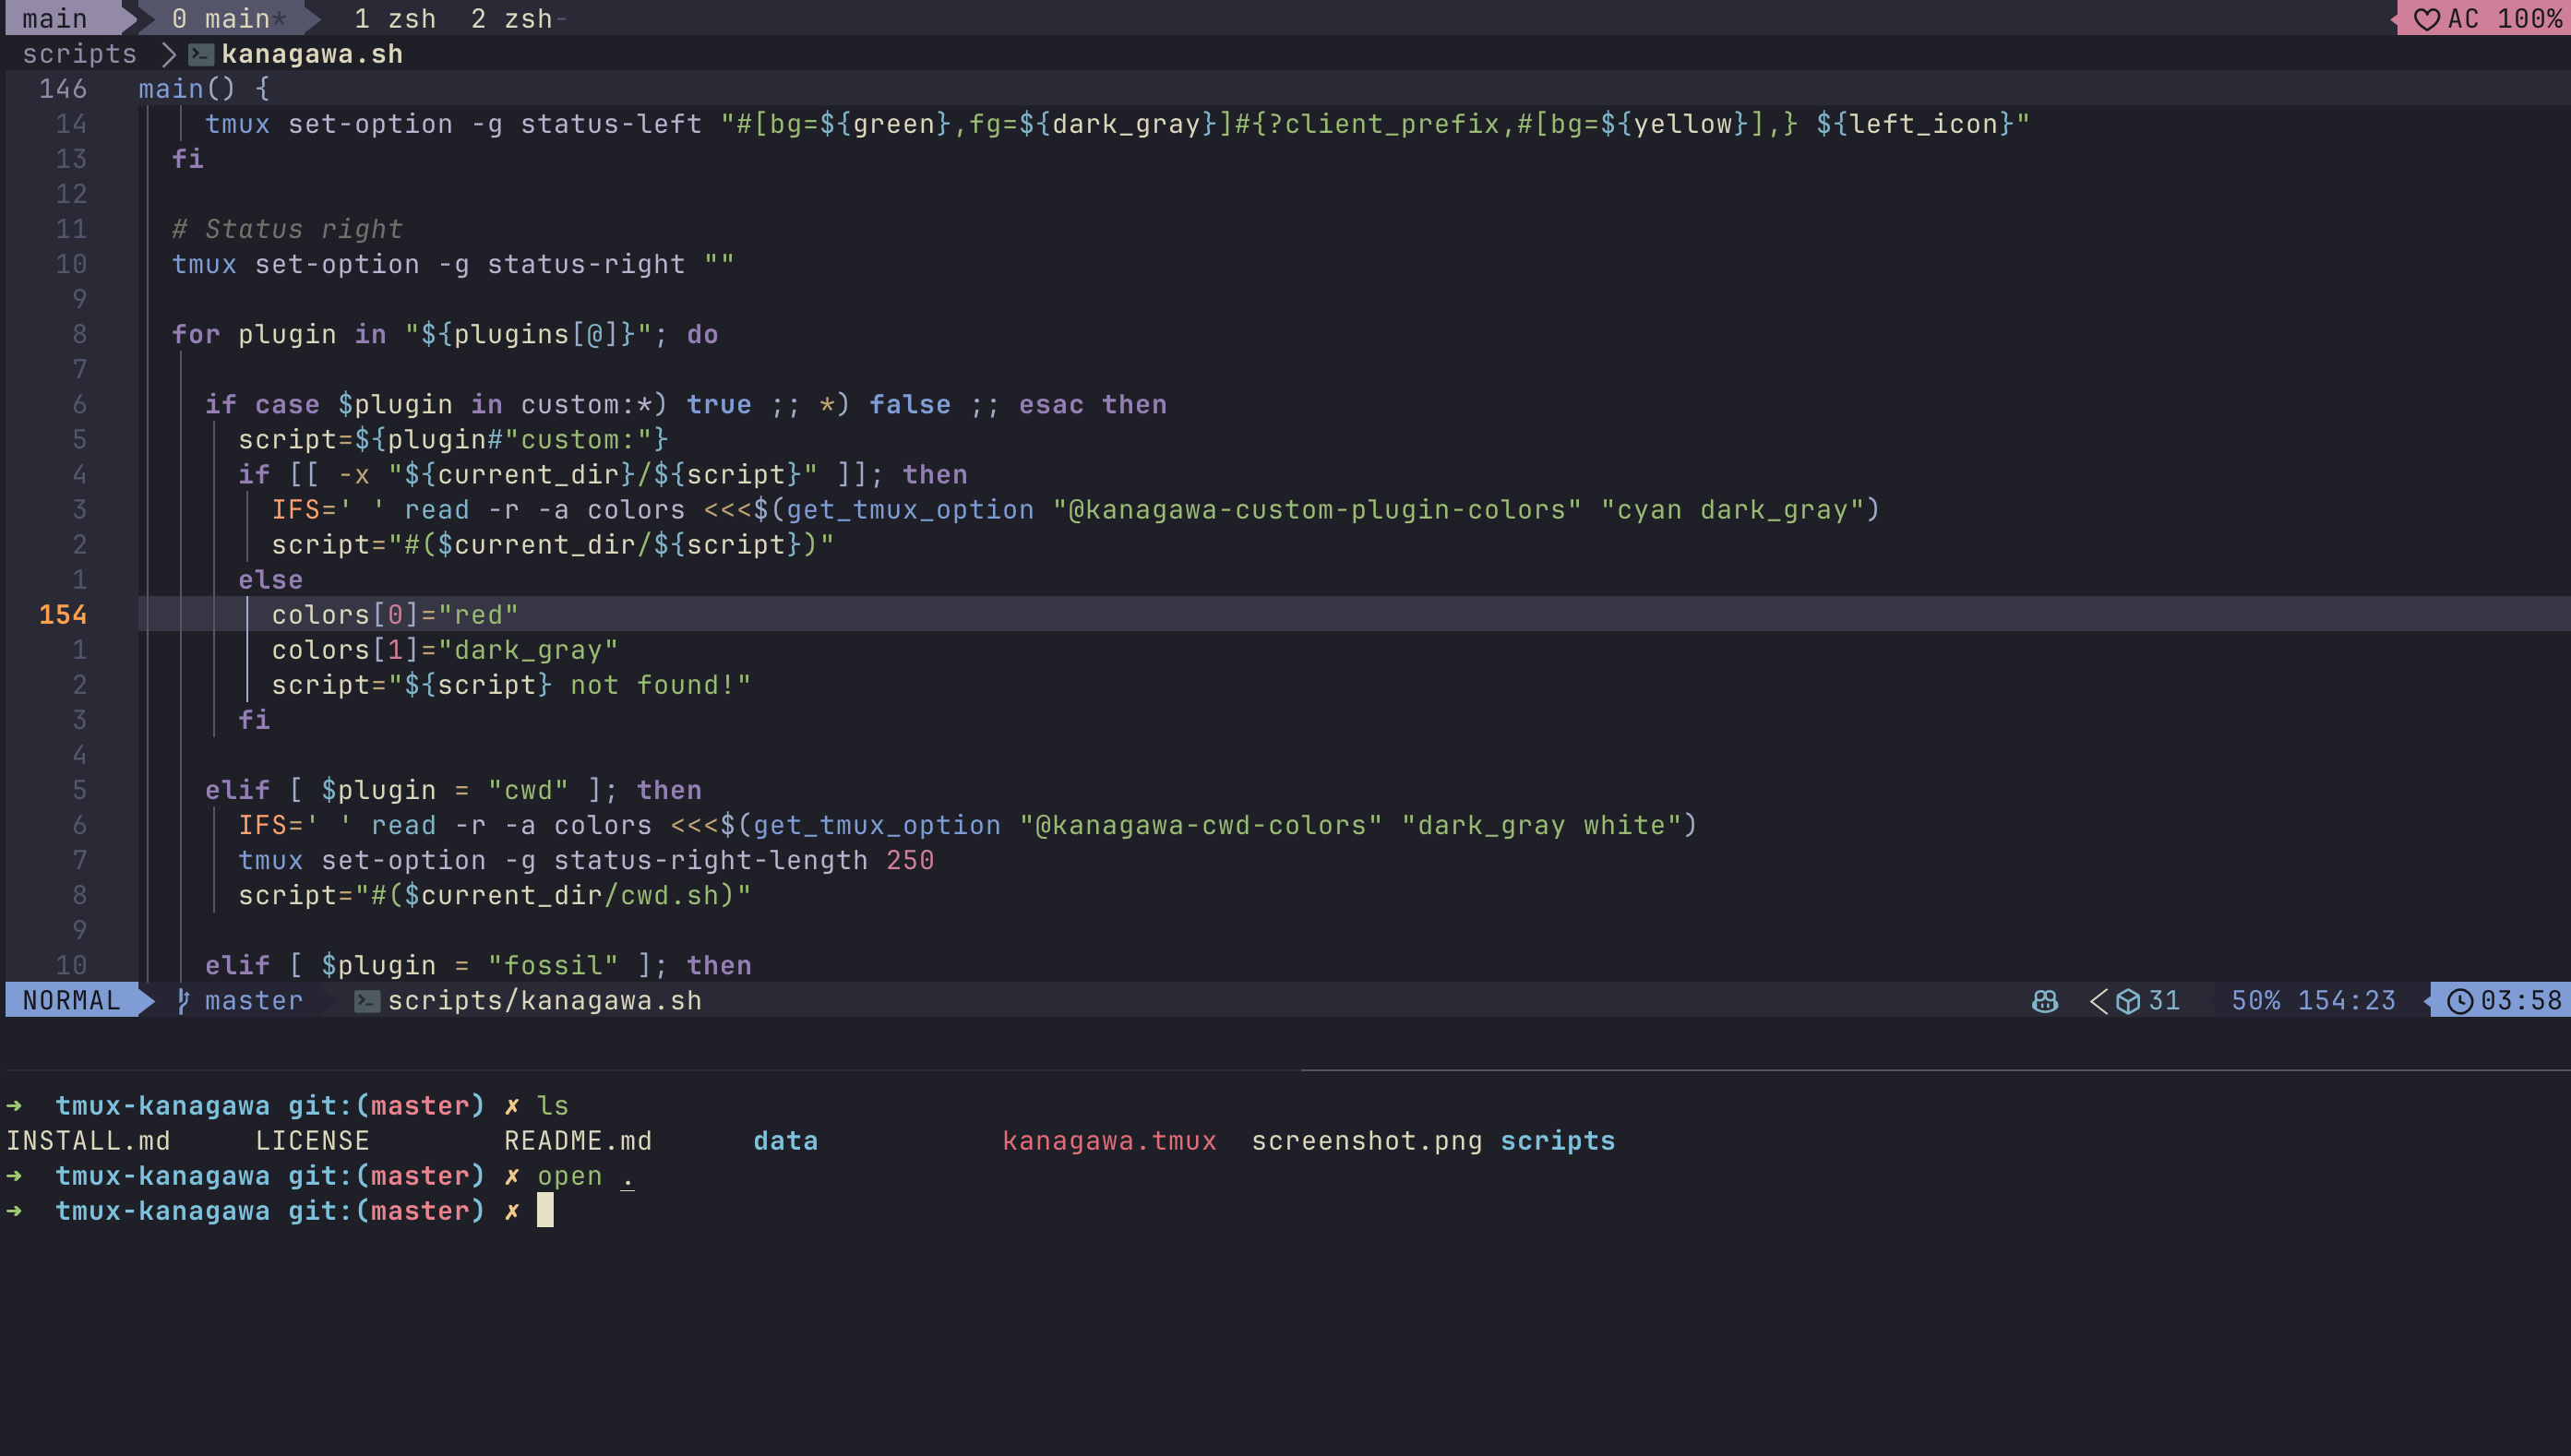 main 0 main* 1 zsh 2 zsh- AC 100%
scripts kanagawa.sh
146 main() {
14 tmux set-option -g status-left "#[bg=${green},fg=${dark_gray}]#{?client_prefix,#[bg=${yellow}],} ${left_icon}"
13 fi
12
11 # Status right
10 tmux set-option -g status-right ""
9
8 for plugin in "${plugins[@]}"; do
7
6 if case $plugin in custom:*) true ;; *) false ;; esac then
5 script=${plugin#"custom:"}
4 if [[ -x "${current_dir}/${script}" ]]; then
3 IFS=' ' read -r -a colors <<<$(get_tmux_option "@kanagawa-custom-plugin-colors" "cyan dark_gray")
2 script="#($current_dir/${script})"
1 else
154 colors[0]="red"
1 colors[1]="dark_gray"
2 script="${script} not found!"
3 fi
4
5 elif [ $plugin = "cwd" ]; then
6 IFS=' ' read -r -a colors <<<$(get_tmux_option "@kanagawa-cwd-colors" "dark_gray white")
7 tmux set-option -g status-right-length 250
8 script="#($current_dir/cwd.sh)"
9
10 elif [ $plugin = "fossil" ]; then
NORMAL master scripts/kanagawa.sh 31 50% 154:23 03:58
➜ tmux-kanagawa git:(master) ✗ ls
INSTALL.md LICENSE README.md data kanagawa.tmux screenshot.png scripts
➜ tmux-kanagawa git:(master) ✗ open .
➜ tmux-kanagawa git:(master) ✗